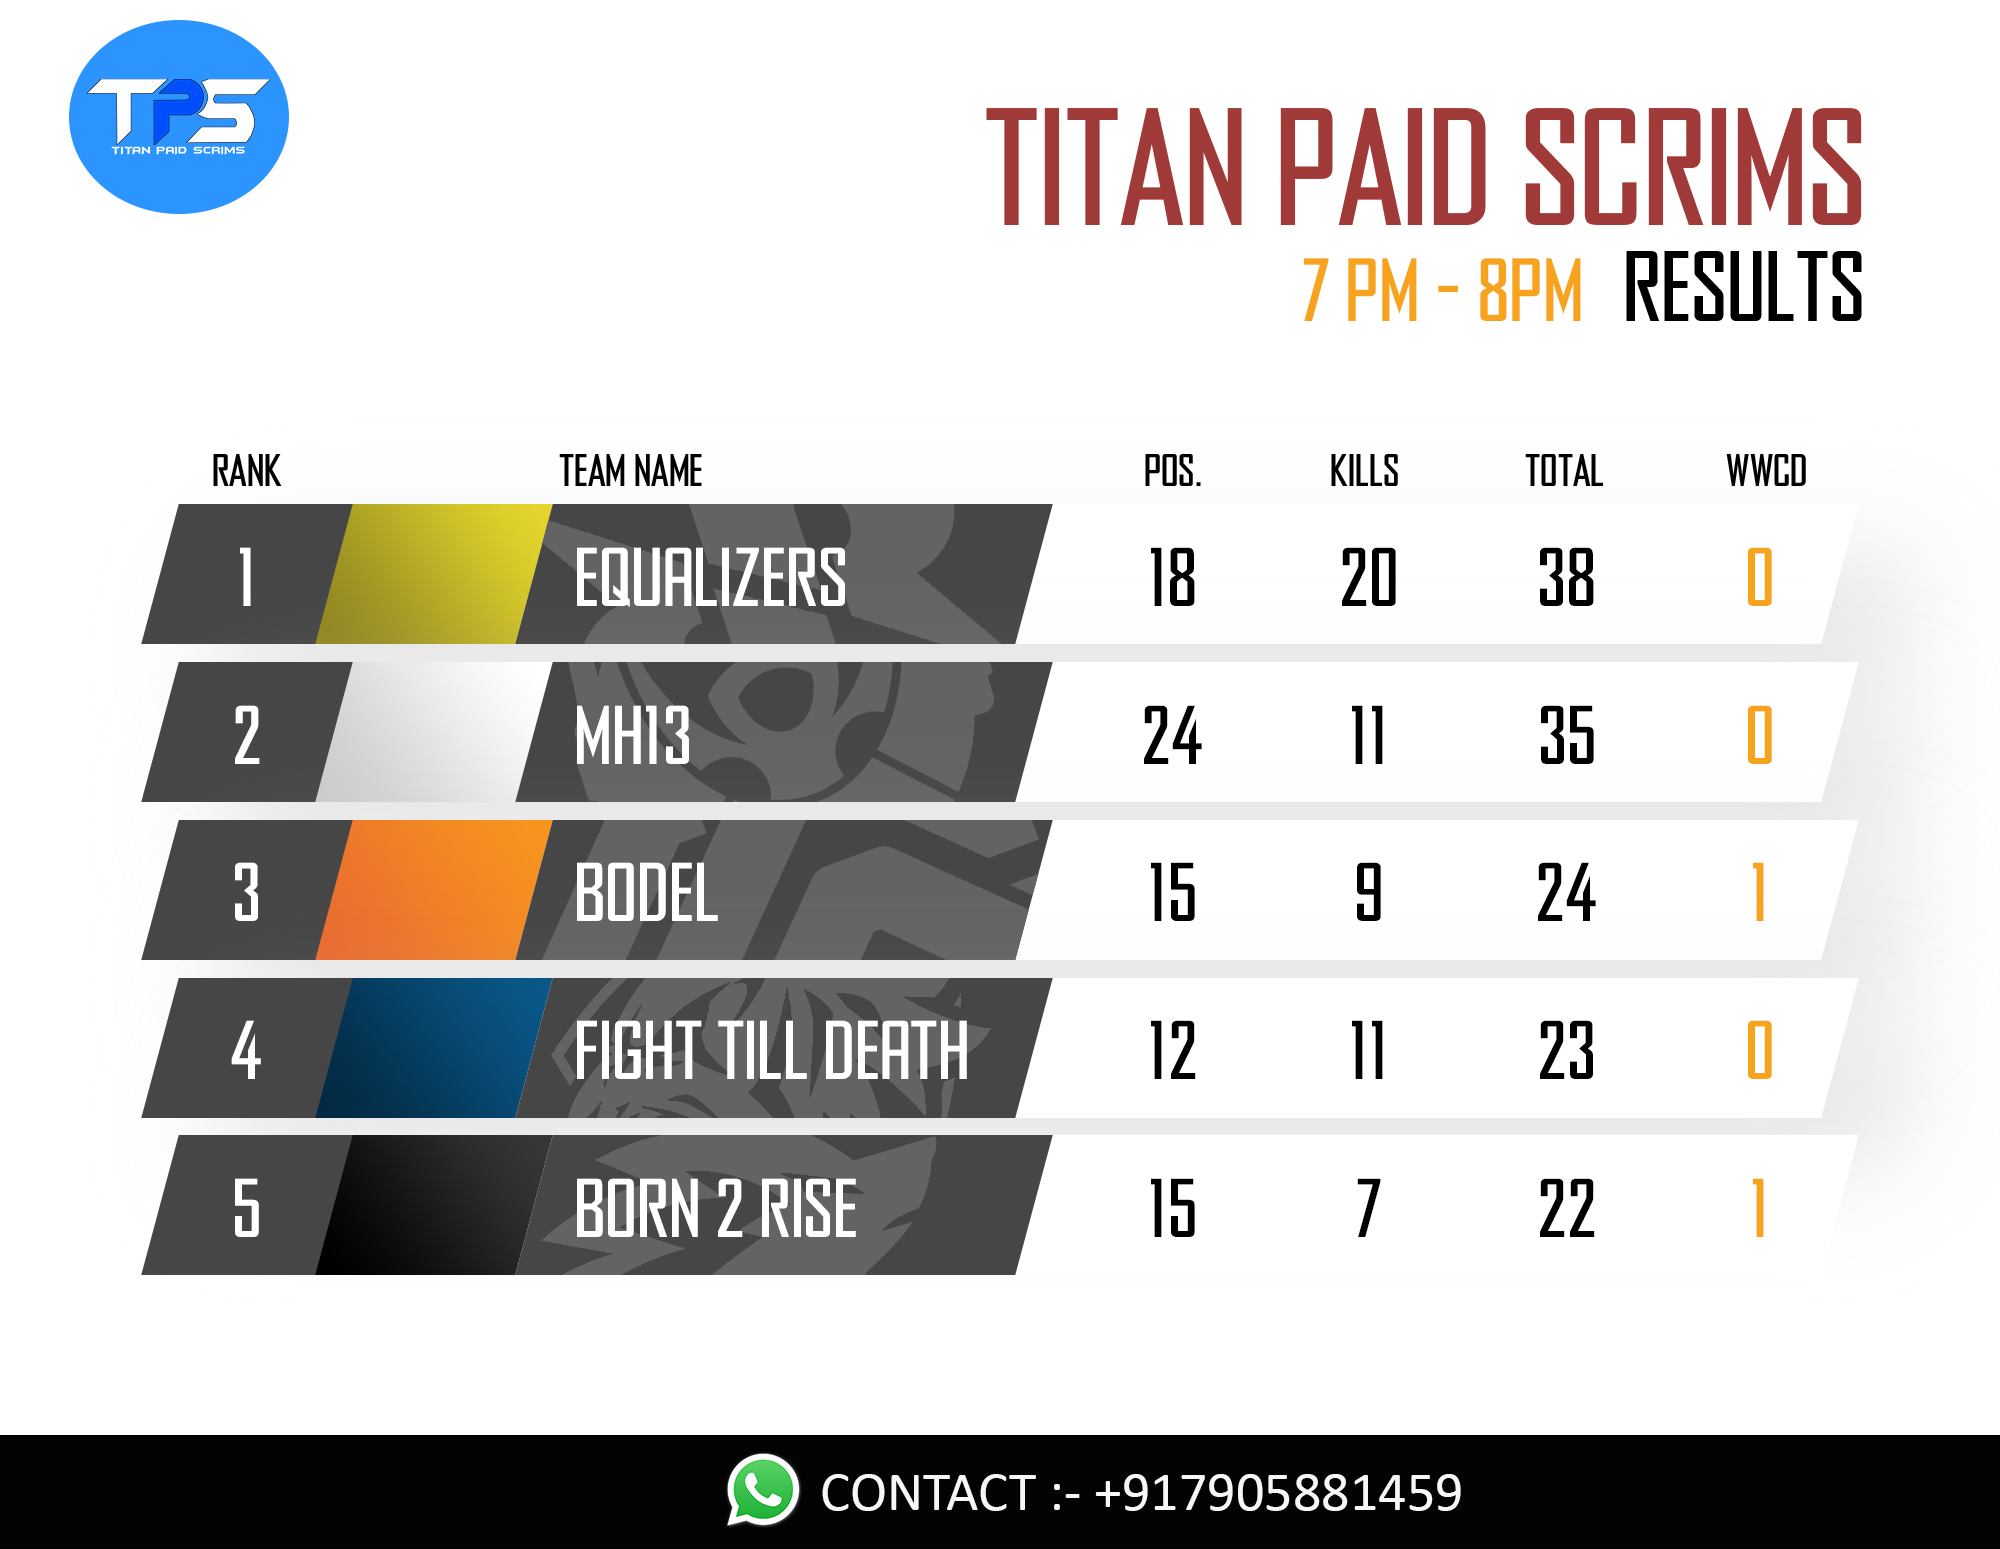 TPS
TITAN PAID SCRIMS
TITAN PAID SCRIMS
7 PM - 8PM RESULTS
RANK TEAM NAME POS. KILLS TOTAL WWCD
1 EQUALIZERS 18 20 38 0
2 MH13 24 11 35 0
3 BODEL 15 9 24 1
4 FIGHT TILL DEATH 12 11 23 0
5 BORN 2 RISE 15 7 22 1
CONTACT :- +917905881459